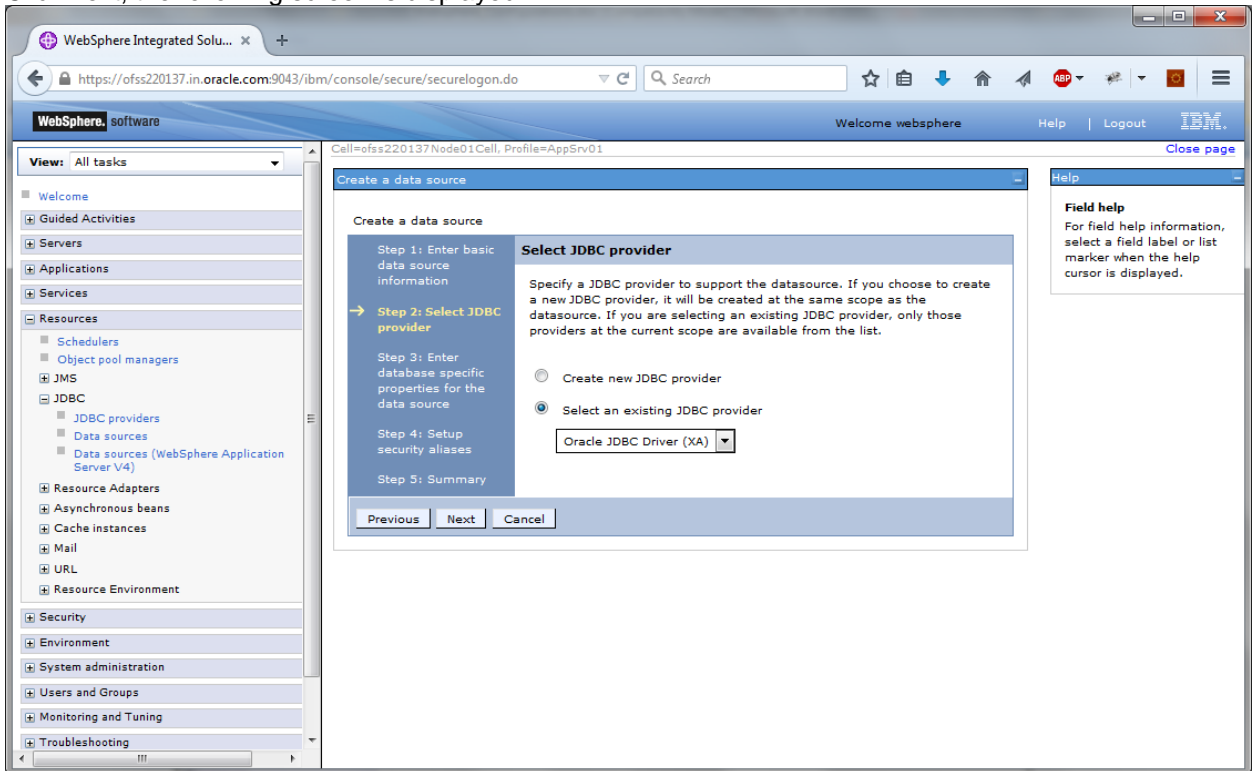 WebSphere Integrated Solu... × +
https://ofss220137.in.oracle.com:9043/ibm/console/secure/securelogon.do
Search
ABP
WebSphere. software
Welcome websphere
Help | Logout
IBM.
View: All tasks
Welcome
Guided Activities
Servers
Applications
Services
Resources
Schedulers
Object pool managers
JMS
JDBC
JDBC providers
Data sources
Data sources (WebSphere Application
Server V4)
Resource Adapters
Asynchronous beans
Cache instances
Mail
URL
Resource Environment
Security
Environment
System administration
Users and Groups
Monitoring and Tuning
Troubleshooting
Cell=ofss220137Node01Cell, Profile=AppSrv01
Close page
Create a data source
Create a data source
Step 1: Enter basic
data source
information
Step 2: Select JDBC
provider
Step 3: Enter
database specific
properties for the
data source
Step 4: Setup
security aliases
Step 5: Summary
Select JDBC provider
Specify a JDBC provider to support the datasource. If you choose to create
a new JDBC provider, it will be created at the same scope as the
datasource. If you are selecting an existing JDBC provider, only those
providers at the current scope are available from the list.
Create new JDBC provider
Select an existing JDBC provider
Oracle JDBC Driver (XA)
Previous Next Cancel
Help
Field help
For field help information,
select a field label or list
marker when the help
cursor is displayed.